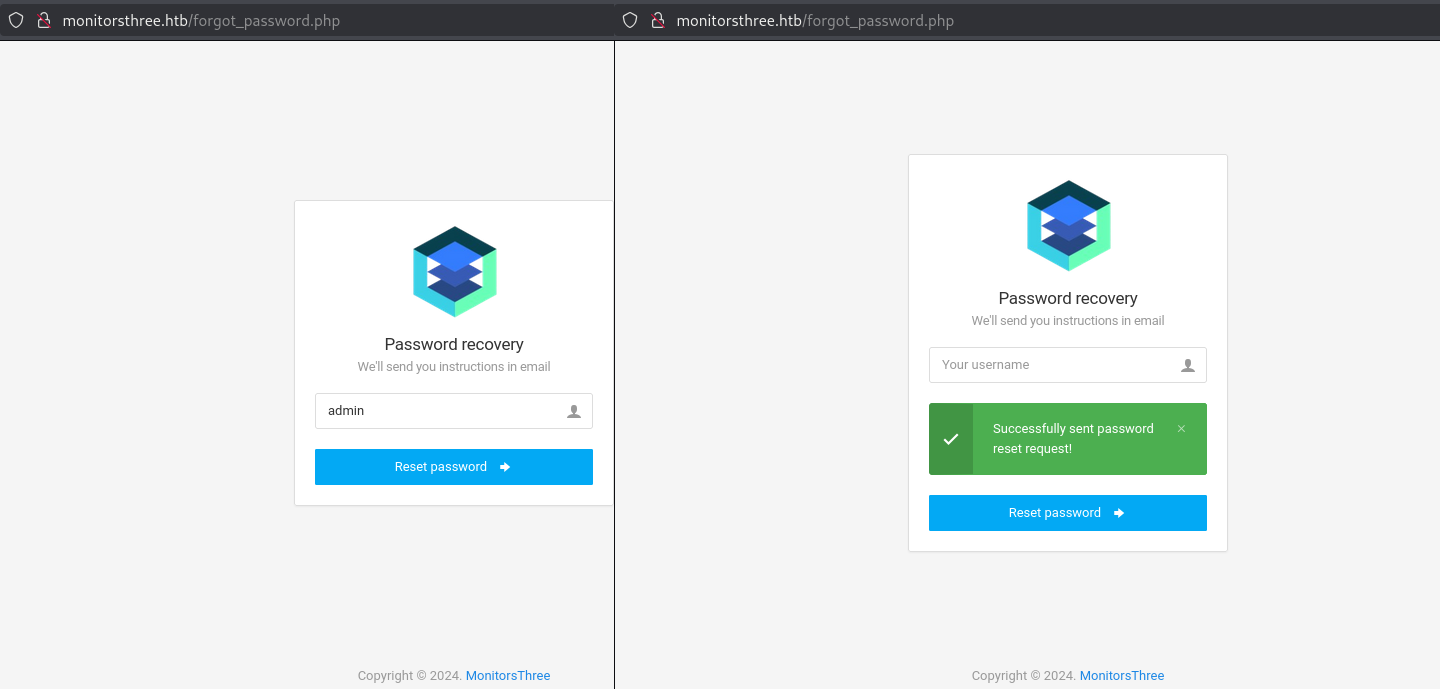 monitorsthree.htb/forgot_password.php
Password recovery
We'll send you instructions in email
admin
Reset password
Copyright © 2024. MonitorsThree
monitorsthree.htb/forgot_password.php
Password recovery
We'll send you instructions in email
Your username
Successfully sent password
reset request!
Reset password
Copyright © 2024. MonitorsThree